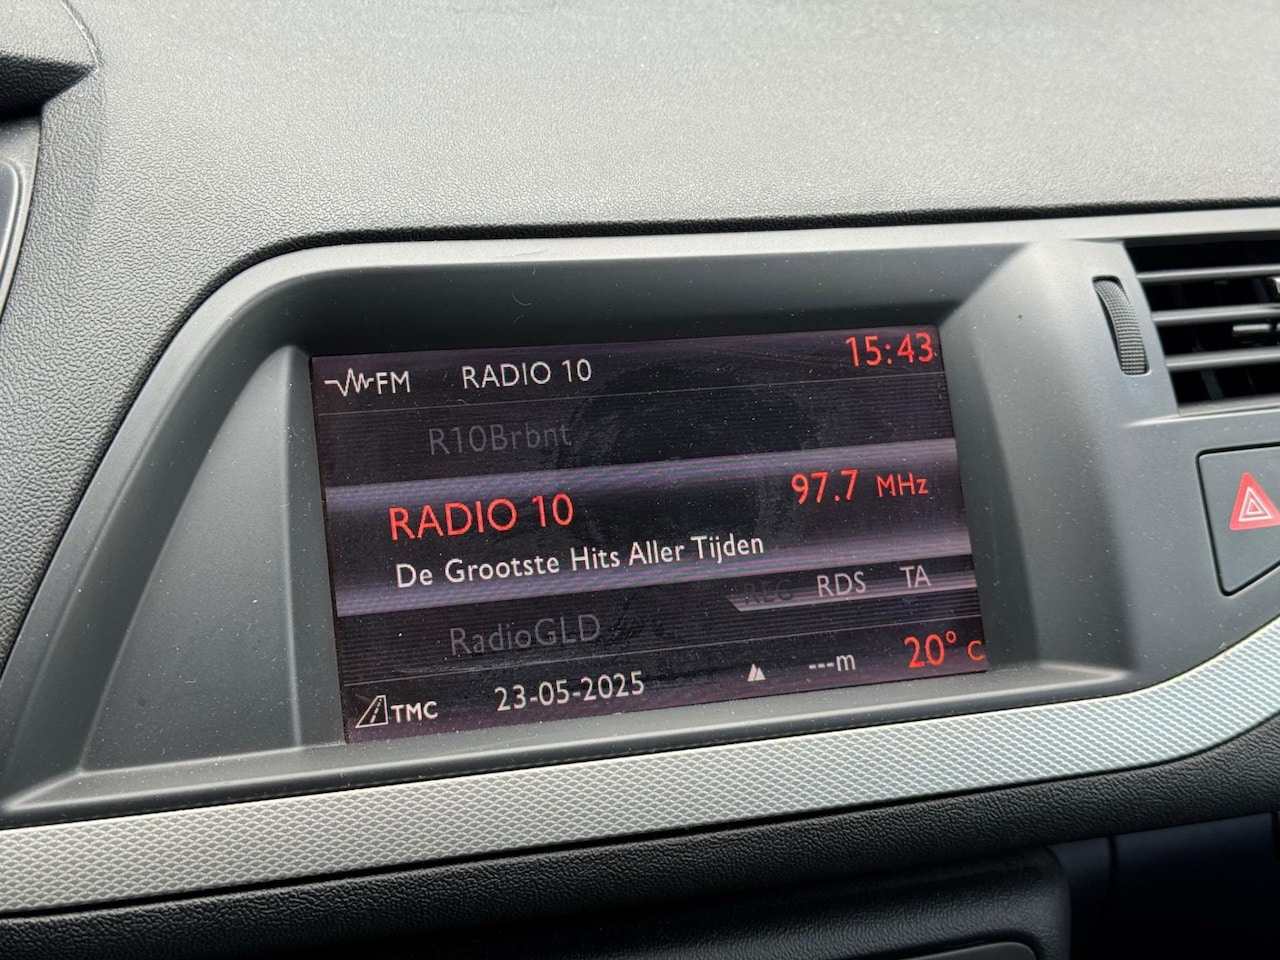 FM RADIO 10 15:43
R10Brbnt
RADIO 10 97.7 MHz
De Grootste Hits Aller Tijden
REG RDS TA
RadioGLD
TMC 23-05-2025 ---m 20° C